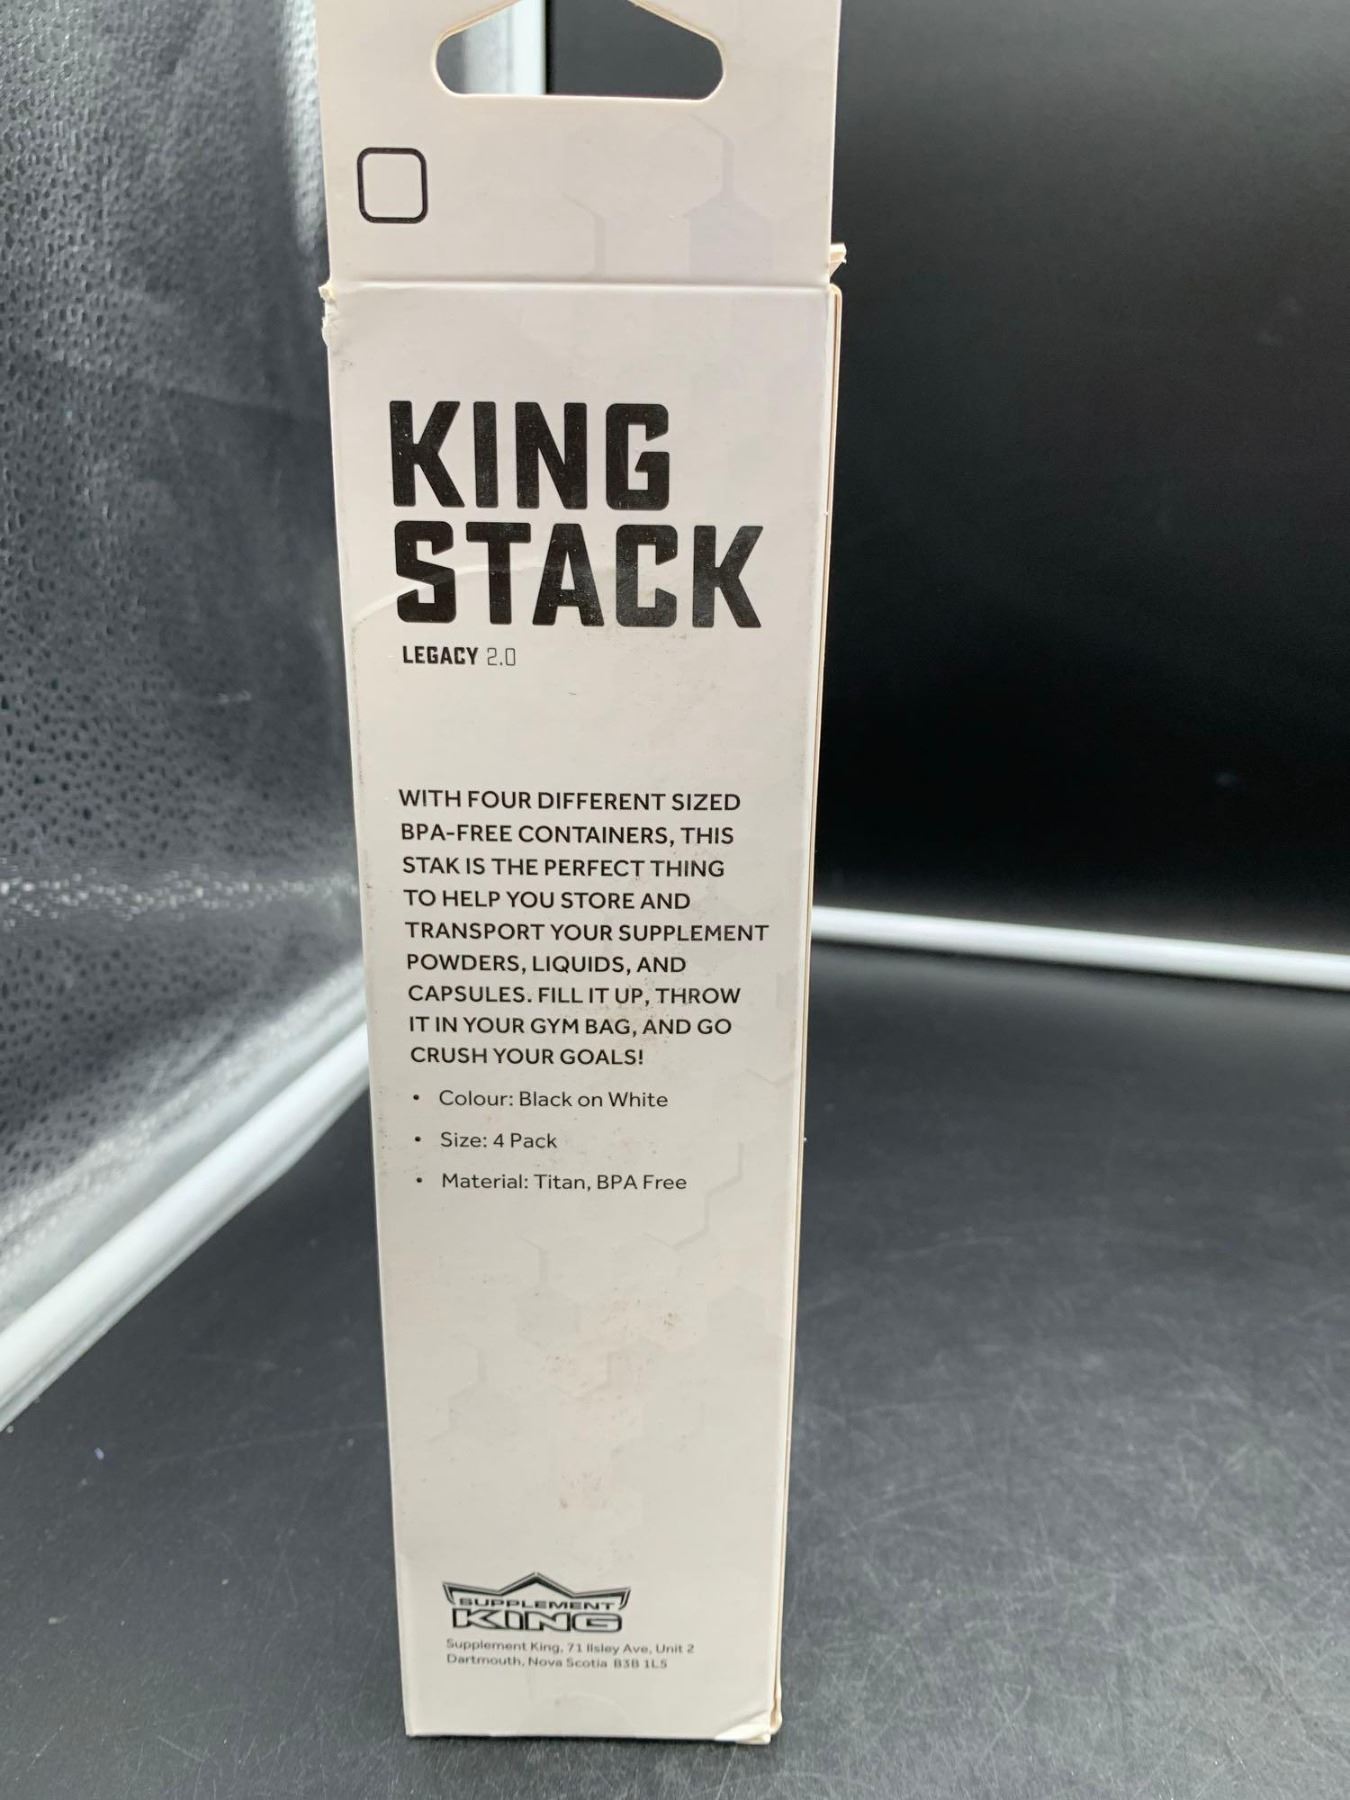 KING
STACK
LEGACY 2.0
WITH FOUR DIFFERENT SIZED
BPA-FREE CONTAINERS, THIS
STAK IS THE PERFECT THING
TO HELP YOU STORE AND
TRANSPORT YOUR SUPPLEMENT
POWDERS, LIQUIDS, AND
CAPSULES. FILL IT UP, THROW
IT IN YOUR GYM BAG, AND GO
CRUSH YOUR GOALS!
• Colour: Black on White
• Size: 4 Pack
• Material: Titan, BPA Free
SUPPLEMENT
KING
Supplement King, 71 Ilsley Ave, Unit 2
Dartmouth, Nova Scotia B3B 1L5